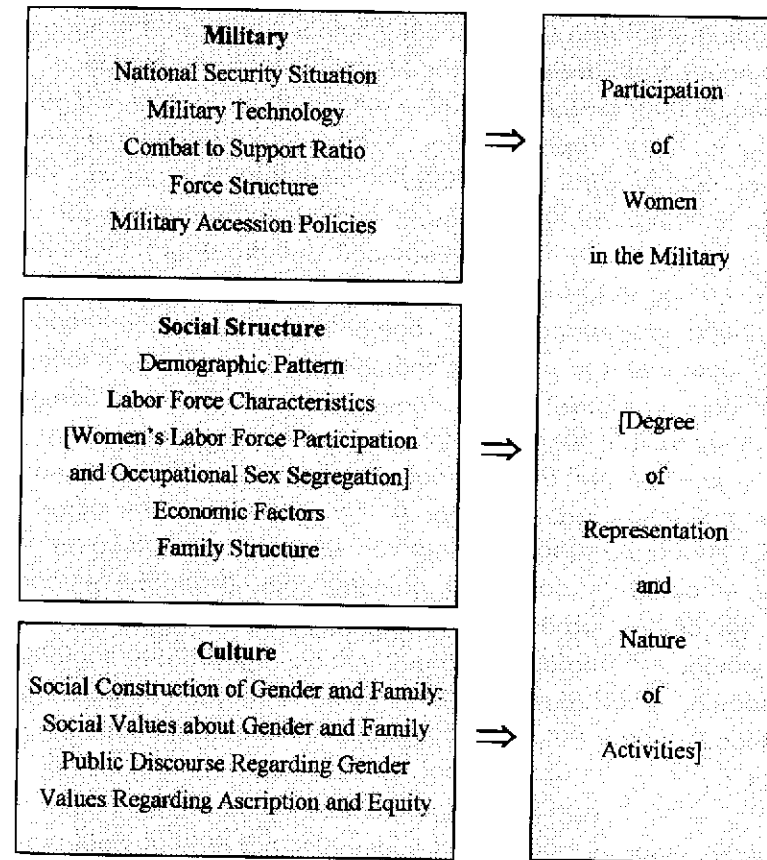 Military
National Security Situation
Military Technology
Combat to Support Ratio
Force Structure
Military Accession Policies
Social Structure
Demographic Pattern
Labor Force Characteristics
[Women's Labor Force Participation
and Occupational Sex Segregation]
Economic Factors
Family Structure
Culture
Social Construction of Gender and Family:
Social Values about Gender and Family
Public Discourse Regarding Gender
Values Regarding Ascription and Equity
⇒
⇒
⇒
Participation
of
Women
in the Military
[Degree
of
Representation
and
Nature
of
Activities]